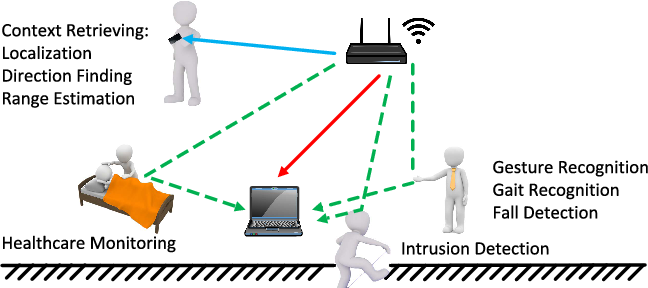 Context Retrieving:
Localization
Direction Finding
Range Estimation
Gesture Recognition
Gait Recognition
Fall Detection
Healthcare Monitoring
Intrusion Detection